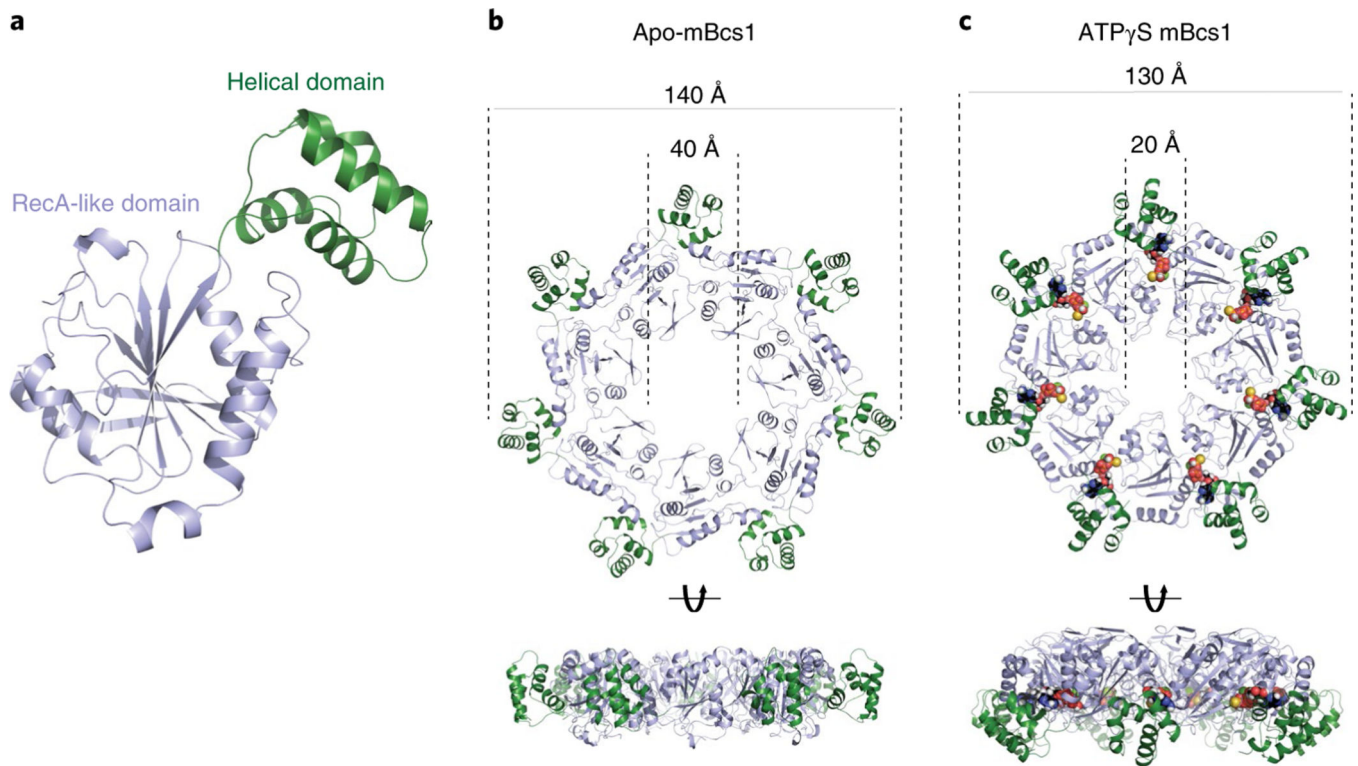 a
Helical domain
RecA-like domain
b
Apo-mBcs1
140 Å
40 Å
c
ATPγS mBcs1
130 Å
20 Å